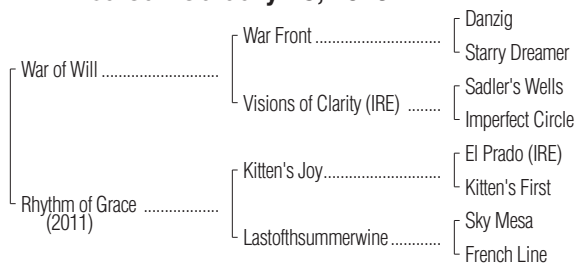 War of Will
Rhythm of Grace
(2011)
War Front
Visions of Clarity (IRE)
Kitten's Joy
Lastofthsummerwine
Danzig
Starry Dreamer
Sadler's Wells
Imperfect Circle
El Prado (IRE)
Kitten's First
Sky Mesa
French Line